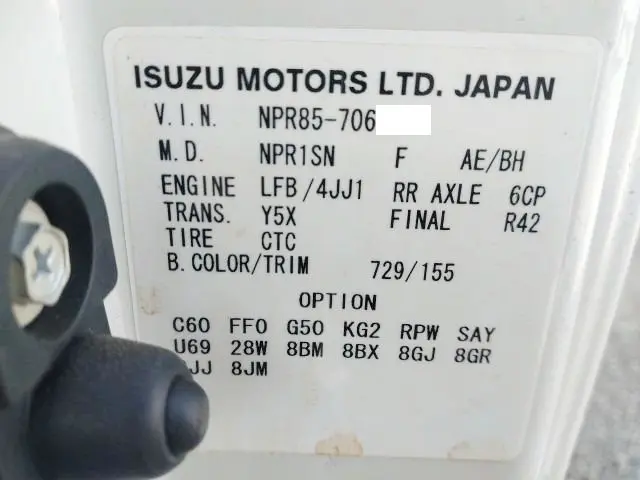 ISUZU MOTORS LTD. JAPAN
V.I.N. NPR85-706
M.D. NPR1SN F AE/BH
ENGINE LFB/4JJ1 RR AXLE 6CP
TRANS. Y5X FINAL R42
TIRE CTC
B.COLOR/TRIM 729/155
OPTION
C60 FF0 G50 KG2 RPW SAY
U69 28W 8BM 8BX 8GJ 8GR
8JM